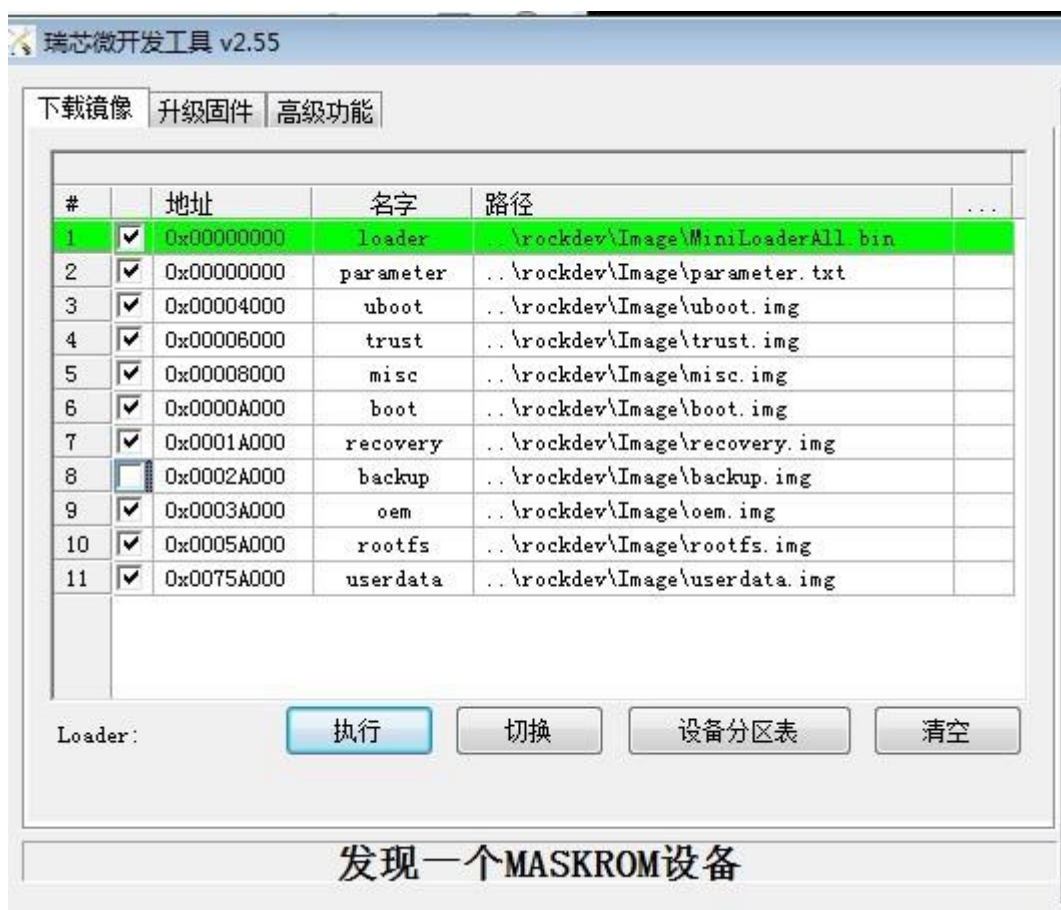 瑞芯微开发工具 v2.55
下载镜像 升级固件 高级功能
# 地址 名字 路径 ...
1 0x00000000 loader ..\rockdev\Image\MiniLoaderAll.bin
2 0x00000000 parameter ..\rockdev\Image\parameter.txt
3 0x00004000 uboot ..\rockdev\Image\uboot.img
4 0x00006000 trust ..\rockdev\Image\trust.img
5 0x00008000 misc ..\rockdev\Image\misc.img
6 0x0000A000 boot ..\rockdev\Image\boot.img
7 0x0001A000 recovery ..\rockdev\Image\recovery.img
8 0x0002A000 backup ..\rockdev\Image\backup.img
9 0x0003A000 oem ..\rockdev\Image\oem.img
10 0x0005A000 rootfs ..\rockdev\Image\rootfs.img
11 0x0075A000 userdata ..\rockdev\Image\userdata.img
Loader: 执行 切换 设备分区表 清空
发现一个MASKROM设备